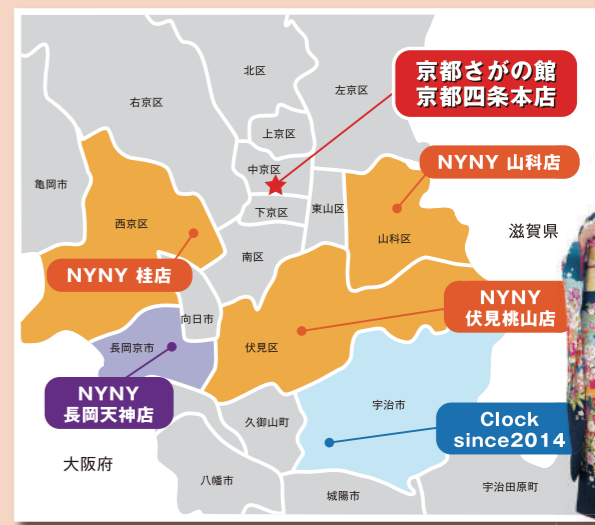 京都さがの館
京都四条本店
北区
左京区
右京区
上京区
中京区
NYNY 山科店
亀岡市
下京区
東山区
西京区
山科区
滋賀県
南区
NYNY 桂店
NYNY
伏見桃山店
向日市
長岡京市
伏見区
NYNY
長岡天神店
宇治市
久御山町
Clock
since2014
大阪府
八幡市
宇治田原町
城陽市